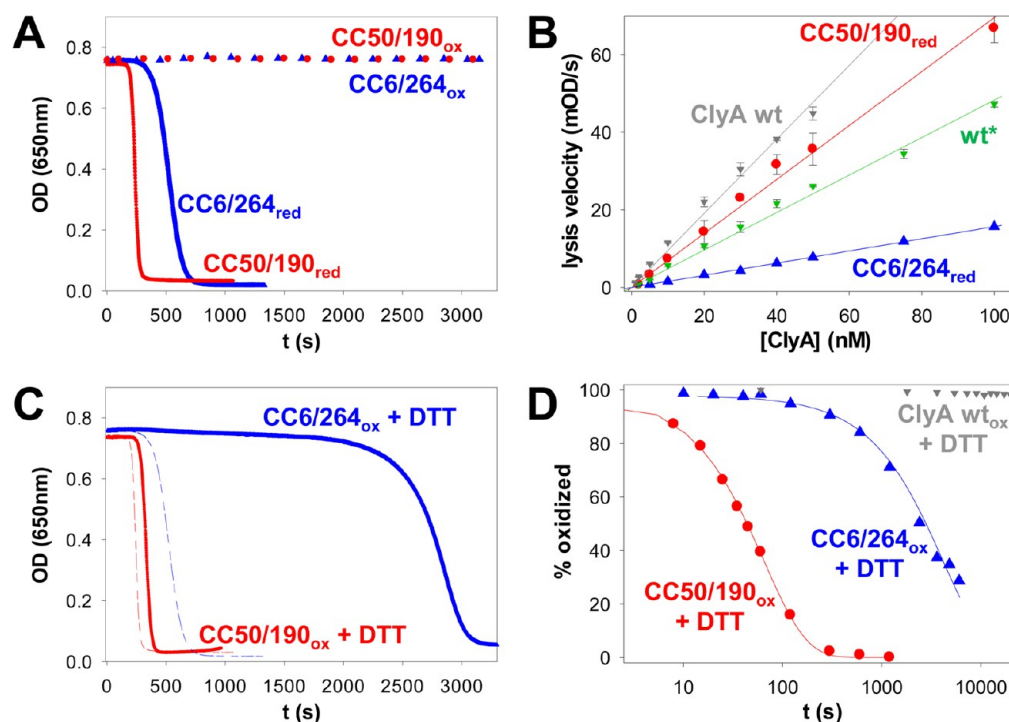 A
0.8
0.6
0.4
0.2
0.0
OD (650nm)
CC50/190ox
CC6/264ox
CC6/264red
CC50/190red
0 500 1000 1500 2000 2500 3000
t (s)
B
60
40
20
0
lysis velocity (mOD/s)
CC50/190red
ClyA wt
wt*
CC6/264red
0 20 40 60 80 100
[ClyA] (nM)
C
0.8
0.6
0.4
0.2
0.0
OD (650nm)
CC6/264ox + DTT
CC50/190ox + DTT
0 500 1000 1500 2000 2500 3000
t (s)
D
100
80
60
40
20
0
% oxidized
ClyA wtox
+ DTT
CC6/264ox
+ DTT
CC50/190ox
+ DTT
10 100 1000 10000
t (s)